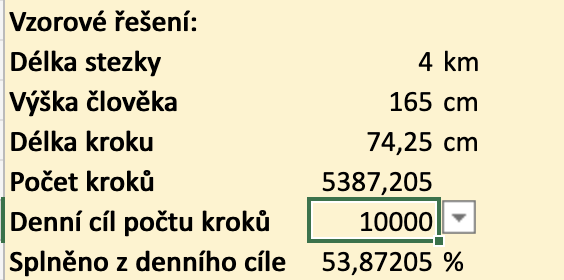 Vzorové řešení:
Délka stezky 4 km
Výška člověka 165 cm
Délka kroku 74,25 cm
Počet kroků 5387,205
Denní cíl počtu kroků 10000
Splněno z denního cíle 53,87205 %